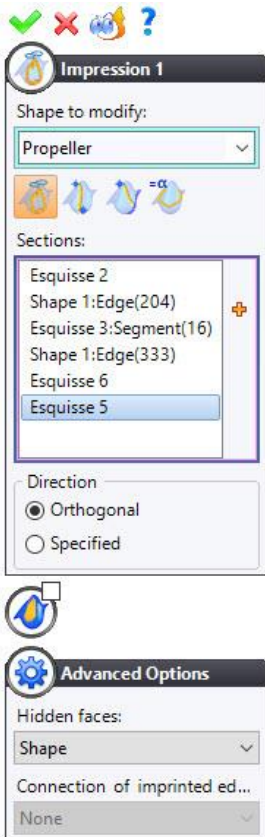 ?
Impression 1
Shape to modify:
Propeller
=α
Sections:
Esquisse 2
Shape 1:Edge(204)
Esquisse 3:Segment(16)
Shape 1:Edge(333)
Esquisse 6
Esquisse 5
Direction
Orthogonal
Specified
Advanced Options
Hidden faces:
Shape
Connection of imprinted ed...
None